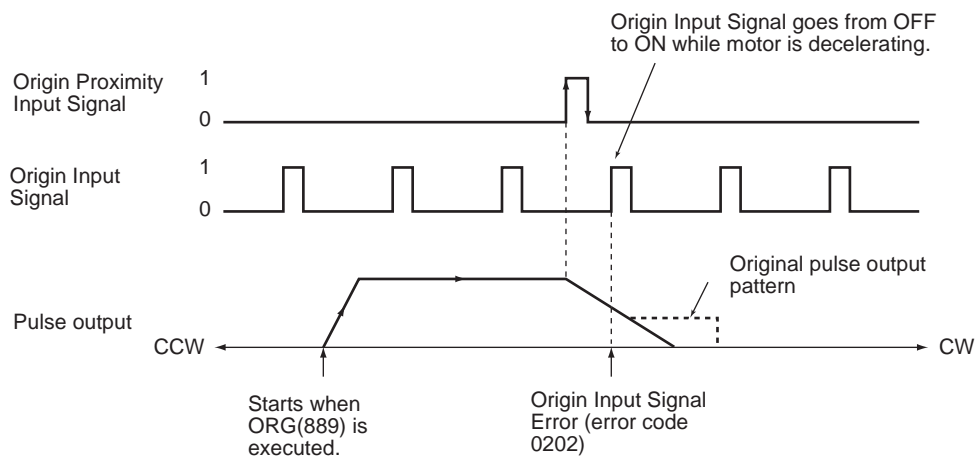 Origin Input Signal goes from OFF
to ON while motor is decelerating.
Origin Proximity
Input Signal
1
0
Origin Input
Signal
1
0
Original pulse output
pattern
Pulse output
CCW
CW
Starts when
ORG(889) is
executed.
Origin Input Signal
Error (error code
0202)